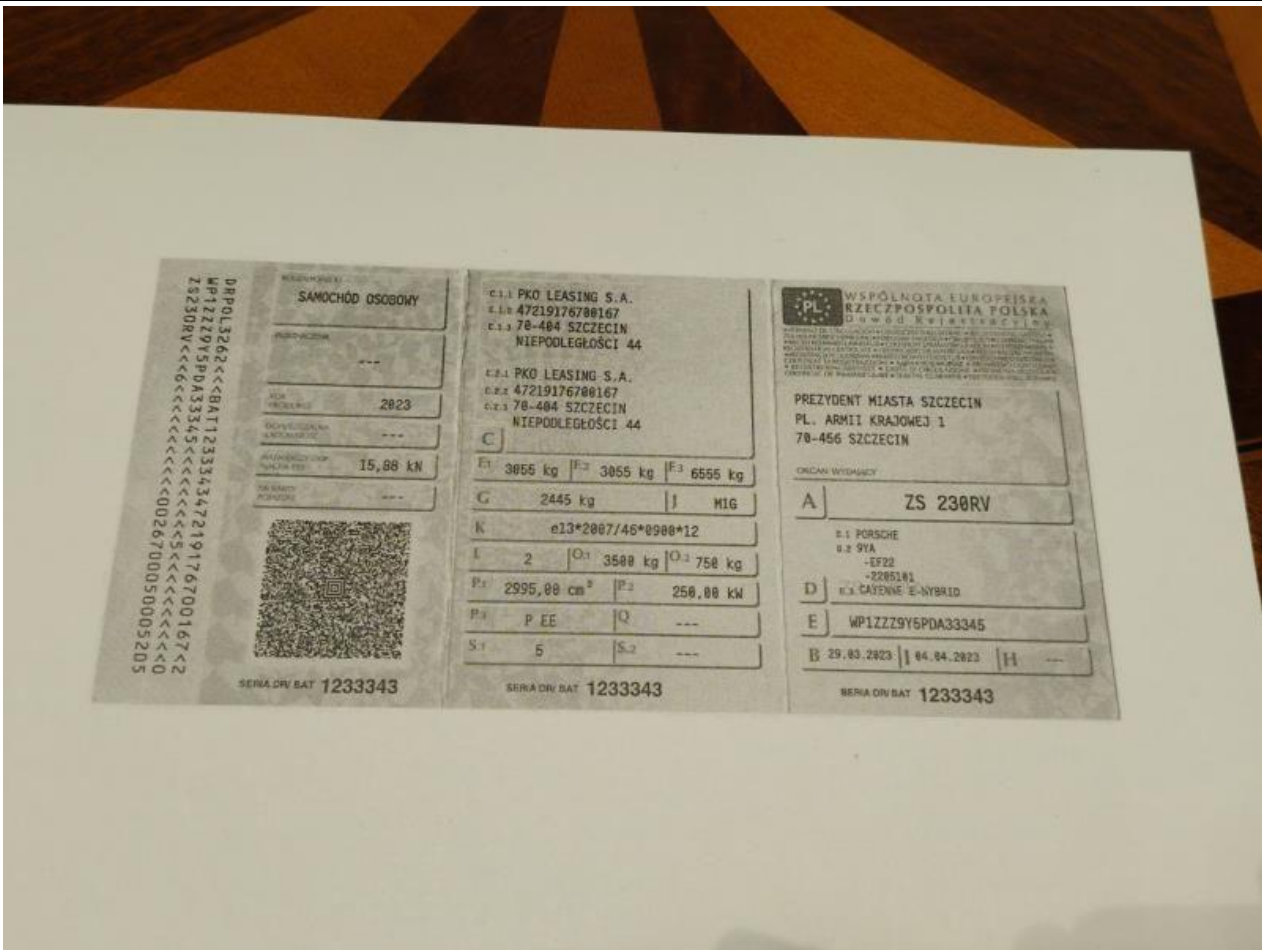 DRPOL3262<<<BAT123334347219176700167<2
WP1ZZZ9Y5PDA33345<<<<<<5<<<<<<<<<0
ZS230RV<<<6<<<<<<<<<<00267000500052D5
SAMOCHÓD OSOBOWY
---
2023
---
15,88 kN
---
SERIA DR/ BAT 1233343
C.1.1 PKO LEASING S.A.
C.1.2 47219176700167
C.1.3 70-404 SZCZECIN
NIEPODLEGŁOŚCI 44
C.2.1 PKO LEASING S.A.
C.2.2 47219176700167
C.2.3 70-404 SZCZECIN
NIEPODLEGŁOŚCI 44
C
F.1 3055 kg F.2 3055 kg F.3 6555 kg
G 2445 kg J M1G
K e13*2007/46*0900*12
L 2 O.1 3500 kg O.2 750 kg
P.1 2995,00 cm³ P.2 250,00 kW
P.3 P EE Q ---
S.1 5 S.2 ---
SERIA DR/ BAT 1233343
PL
WSPÓLNOTA EUROPEJSKA
RZECZPOSPOLITA POLSKA
Dowód Rejestracyjny
PREZYDENT MIASTA SZCZECIN
PL. ARMII KRAJOWEJ 1
70-456 SZCZECIN
ORGAN WYDAJĄCY
A ZS 230RV
D.1 PORSCHE
D.2 9YA
-EF22
-2205101
D D.3 CAYENNE E-HYBRID
E WP1ZZZ9Y6PDA33345
B 29.03.2023 I 04.04.2023 H ---
SERIA DR/ BAT 1233343